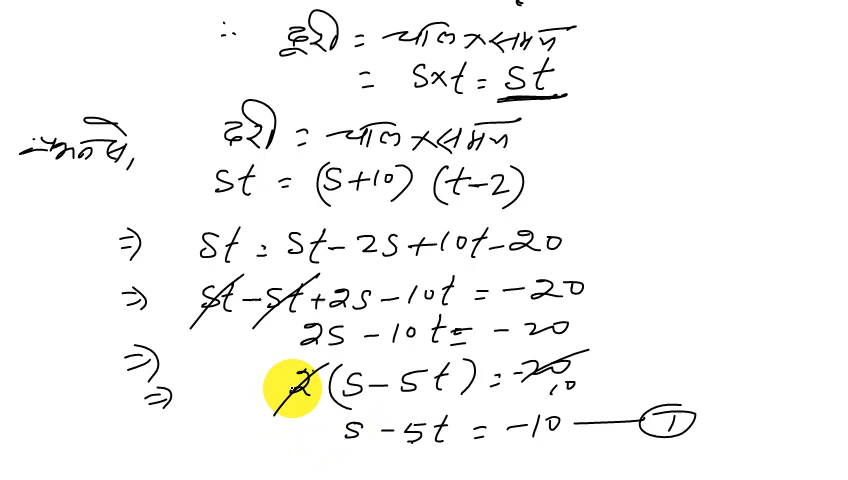 ∴ दूरी = चाल × समय
= s×t = st
दूरी = चाल × समय
st = (s+10) (t-2)
⇒ st = st-2s+10t-20
⇒ st-st+2s-10t = -20
2s-10t = -20
⇒ 2(s-5t) = -20 10
⇒ s-5t = -10 — 1